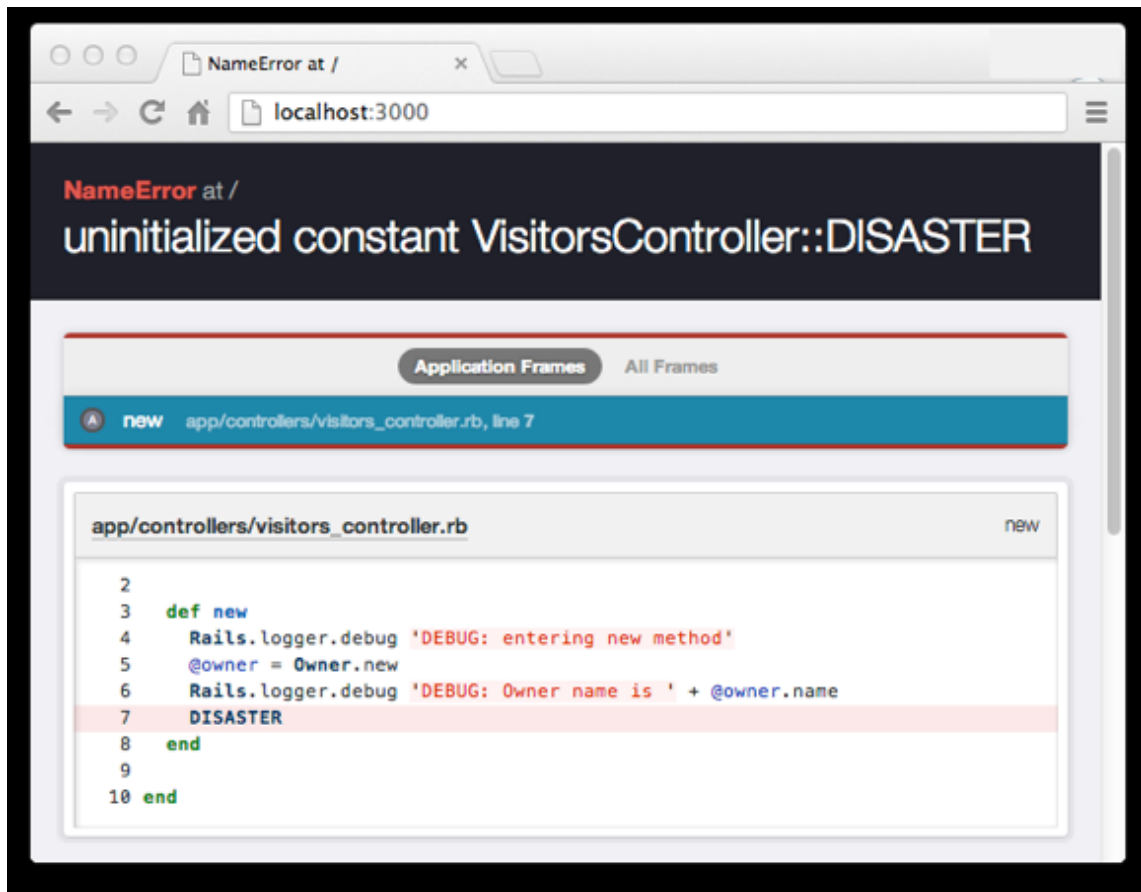 NameError at /
localhost:3000
NameError at /
uninitialized constant VisitorsController::DISASTER
Application Frames All Frames
A new app/controllers/visitors_controller.rb, line 7
app/controllers/visitors_controller.rb new
2
3 def new
4 Rails.logger.debug 'DEBUG: entering new method'
5 @owner = Owner.new
6 Rails.logger.debug 'DEBUG: Owner name is ' + @owner.name
7 DISASTER
8 end
9
10 end